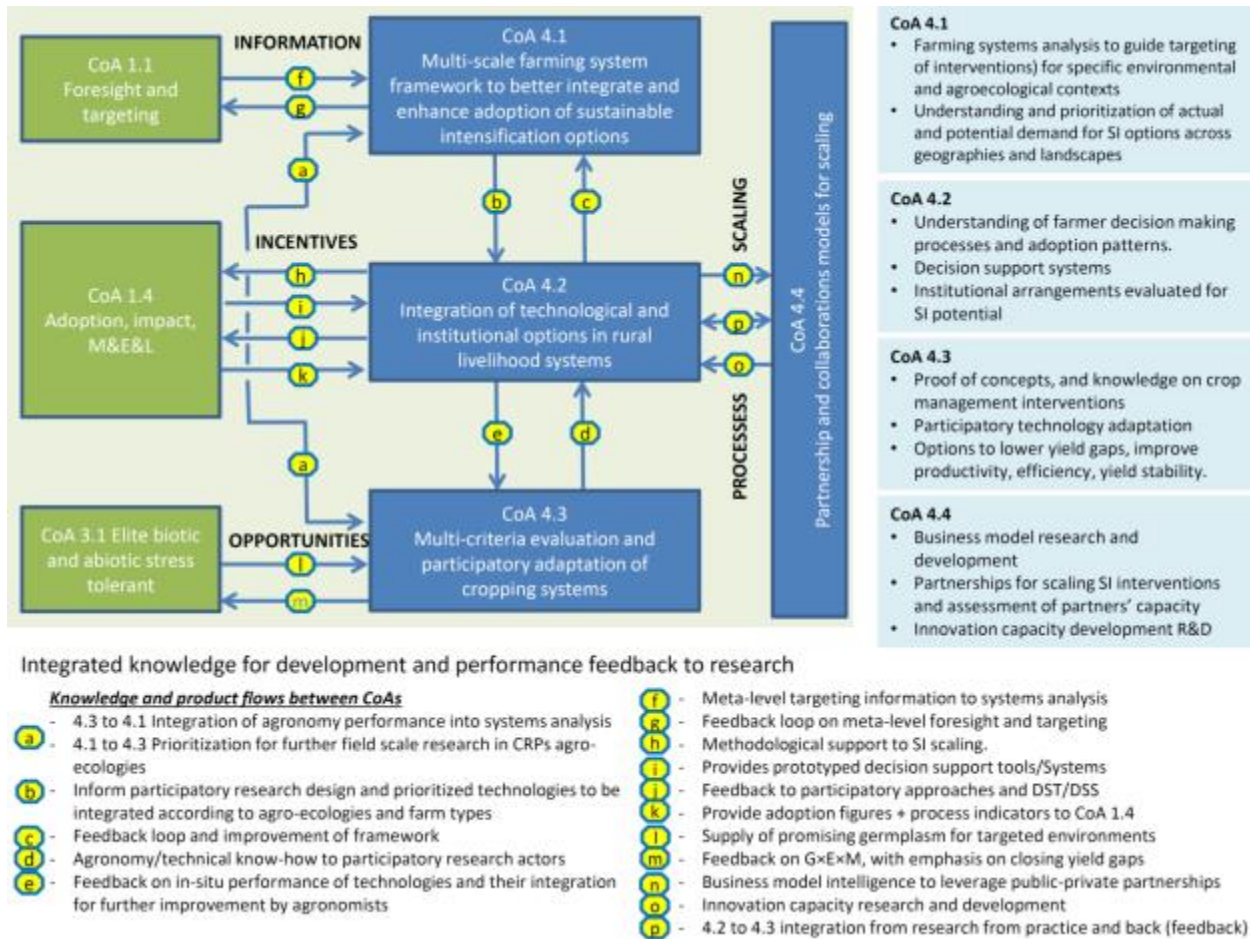 CoA 1.1
Foresight and
targeting
INFORMATION
f
g
CoA 4.1
Multi-scale farming system
framework to better integrate and
enhance adoption of sustainable
intensification options
a
b
c
CoA 1.4
Adoption, impact,
M&E&L
INCENTIVES
h
i
j
k
CoA 4.2
Integration of technological and
institutional options in rural
livelihood systems
SCALING
n
p
o
PROCESSESS
CoA 4.4
Partnership and collaborations models for scaling
a
e
d
CoA 3.1 Elite biotic
and abiotic stress
tolerant
OPPORTUNITIES
l
m
CoA 4.3
Multi-criteria evaluation and
participatory adaptation of
cropping systems
CoA 4.1
• Farming systems analysis to guide targeting
of interventions) for specific environmental
and agroecological contexts
• Understanding and prioritization of actual
and potential demand for SI options across
geographies and landscapes
CoA 4.2
• Understanding of farmer decision making
processes and adoption patterns.
• Decision support systems
• Institutional arrangements evaluated for
SI potential
CoA 4.3
• Proof of concepts, and knowledge on crop
management interventions
• Participatory technology adaptation
• Options to lower yield gaps, improve
productivity, efficiency, yield stability.
CoA 4.4
• Business model research and
development
• Partnerships for scaling SI interventions
and assessment of partners' capacity
• Innovation capacity development R&D
Integrated knowledge for development and performance feedback to research
Knowledge and product flows between CoAs
a - 4.3 to 4.1 Integration of agronomy performance into systems analysis
- 4.1 to 4.3 Prioritization for further field scale research in CRPs agro-
ecologies
b - Inform participatory research design and prioritized technologies to be
integrated according to agro-ecologies and farm types
c - Feedback loop and improvement of framework
d - Agronomy/technical know-how to participatory research actors
e - Feedback on in-situ performance of technologies and their integration
for further improvement by agronomists
f - Meta-level targeting information to systems analysis
g - Feedback loop on meta-level foresight and targeting
h - Methodological support to SI scaling.
i - Provides prototyped decision support tools/Systems
j - Feedback to participatory approaches and DST/DSS
k - Provide adoption figures + process indicators to CoA 1.4
l - Supply of promising germplasm for targeted environments
m - Feedback on G×E×M, with emphasis on closing yield gaps
n - Business model intelligence to leverage public-private partnerships
o - Innovation capacity research and development
p - 4.2 to 4.3 integration from research from practice and back (feedback)